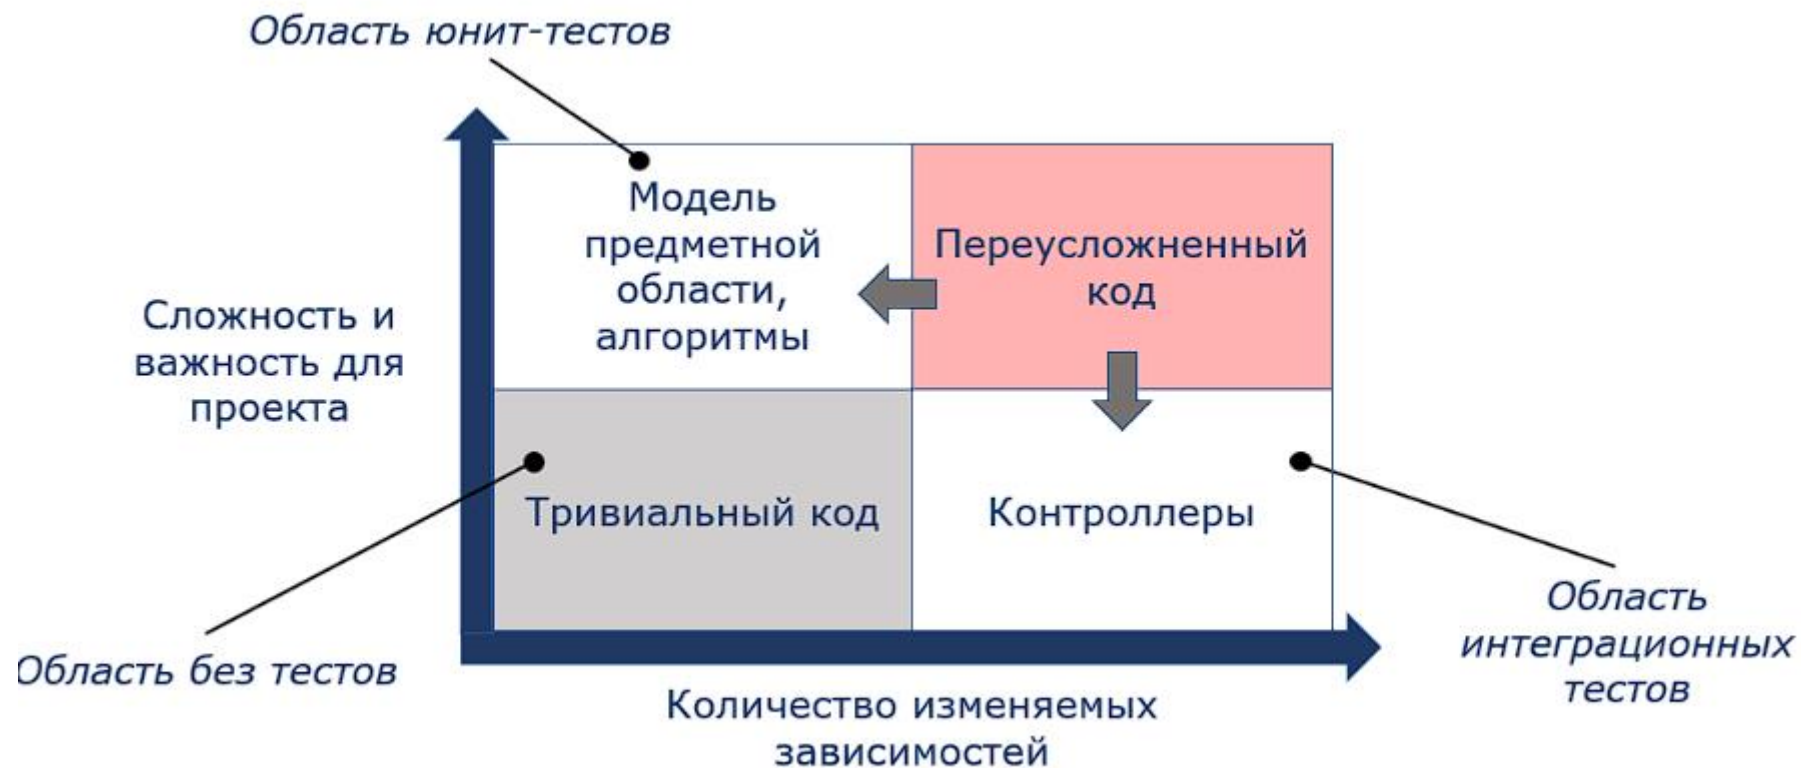 Область юнит-тестов
Модель
предметной
области,
алгоритмы
Переусложненный
код
Сложность и
важность для
проекта
Тривиальный код
Контроллеры
Область без тестов
Область
интеграционных
тестов
Количество изменяемых
зависимостей